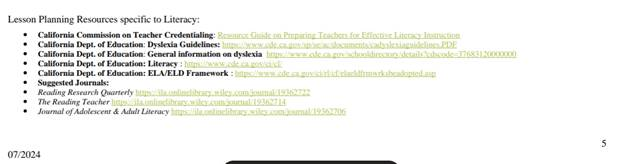 Lesson Planning Resources specific to Literacy:
• California Commission on Teacher Credentialing: Resource Guide on Preparing Teachers for Effective Literacy Instruction
• California Dept. of Education: Dyslexia Guidelines: https://www.cde.ca.gov/sp/se/ac/documents/cadyslexiaguidelines.PDF
• California Dept. of Education: General information on dyslexia https://www.cde.ca.gov/schooldirectory/details?cdscode=37683120000000
• California Dept. of Education: Literacy : https://www.cde.ca.gov/ci/cl/
• California Dept. of Education: ELA/ELD Framework : https://www.cde.ca.gov/ci/rl/cf/elaeldfrmwrksbeadopted.asp
• Suggested Journals:
• Reading Research Quarterly https://ila.onlinelibrary.wiley.com/journal/19362722
• The Reading Teacher https://ila.onlinelibrary.wiley.com/journal/19362714
• Journal of Adolescent & Adult Literacy https://ila.onlinelibrary.wiley.com/journal/19362706
5
07/2024